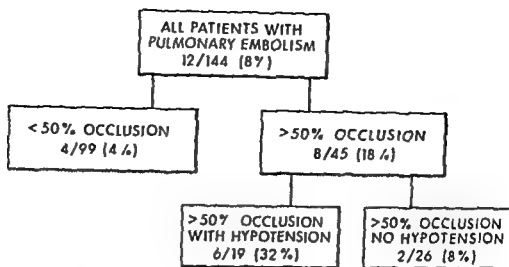 ALL PATIENTS WITH
PULMONARY EMBOLISM
12/144 (8%)
<50% OCCLUSION
4/99 (4%)
>50% OCCLUSION
8/45 (18%)
>50% OCCLUSION
WITH HYPOTENSION
6/19 (32%)
>50% OCCLUSION
NO HYPOTENSION
2/26 (8%)